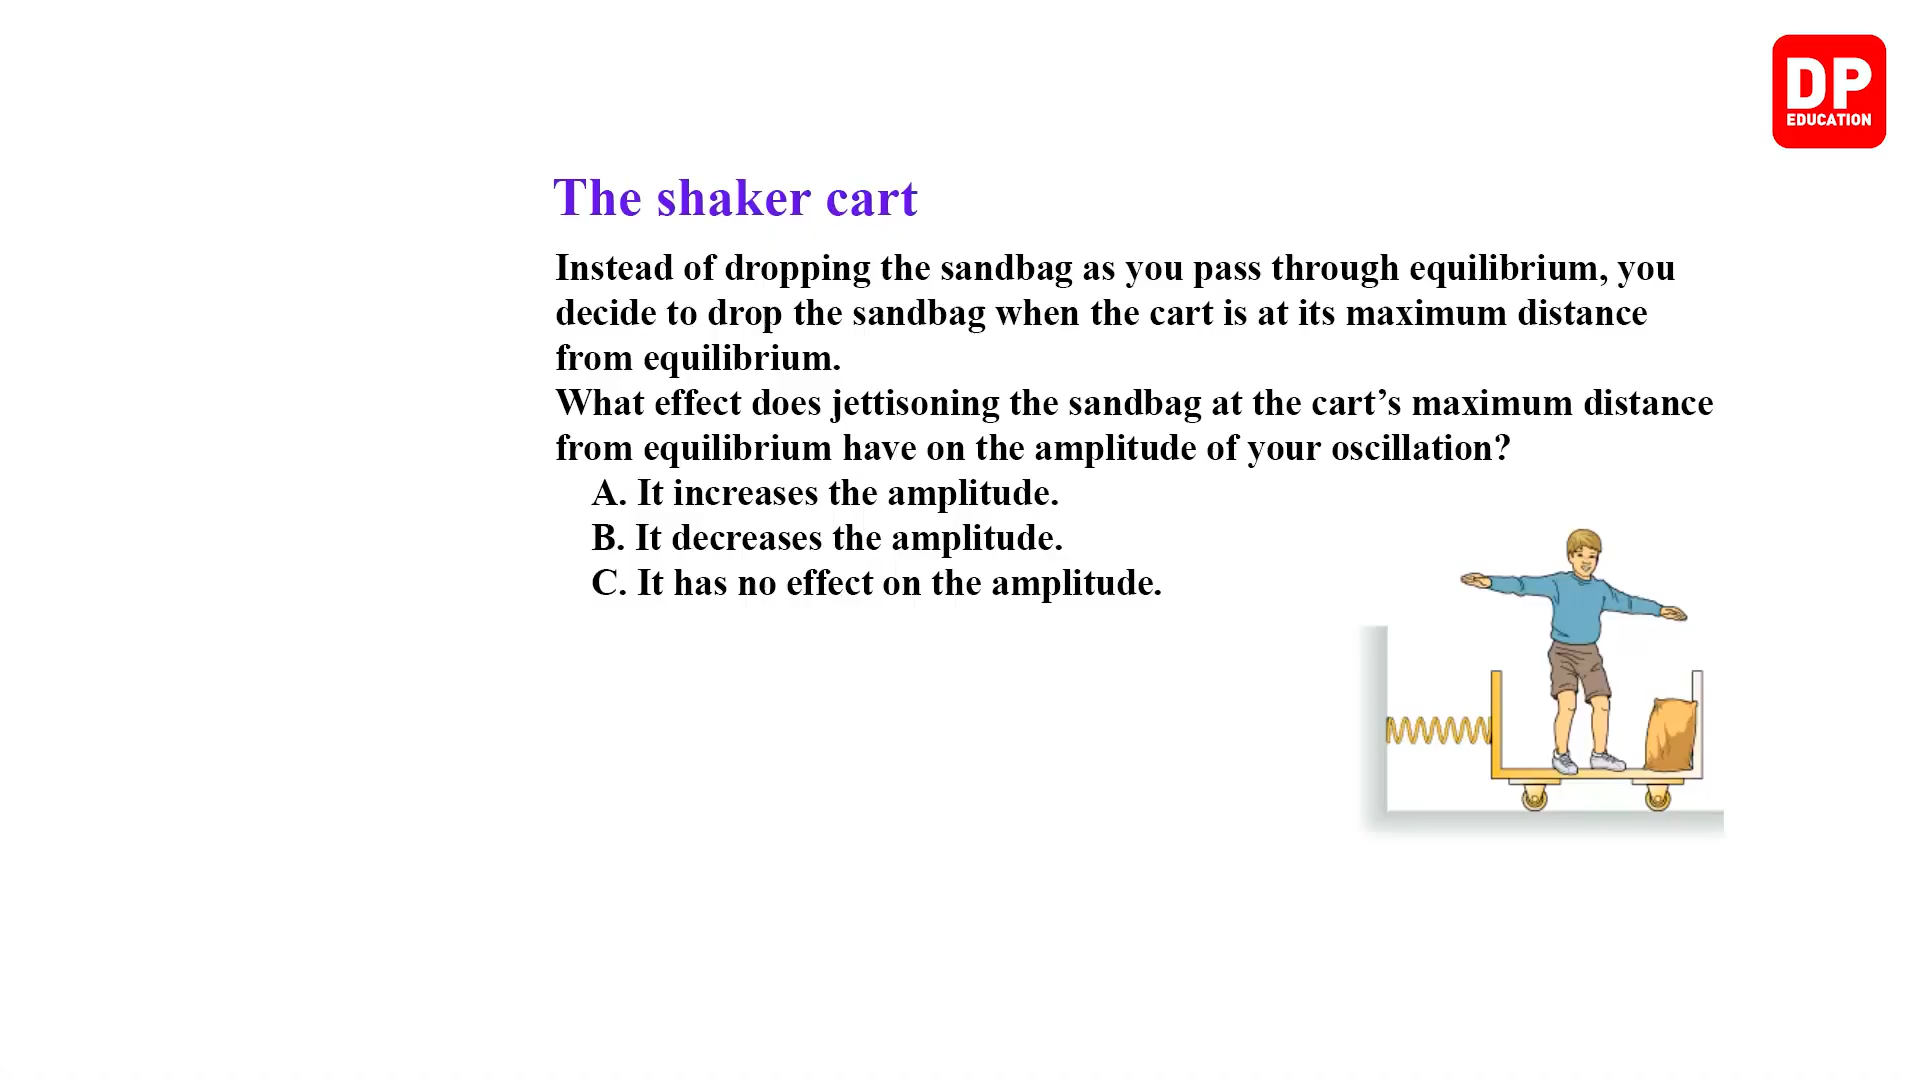 DP
EDUCATION
The shaker cart
Instead of dropping the sandbag as you pass through equilibrium, you
decide to drop the sandbag when the cart is at its maximum distance
from equilibrium.
What effect does jettisoning the sandbag at the cart’s maximum distance
from equilibrium have on the amplitude of your oscillation?
A. It increases the amplitude.
B. It decreases the amplitude.
C. It has no effect on the amplitude.